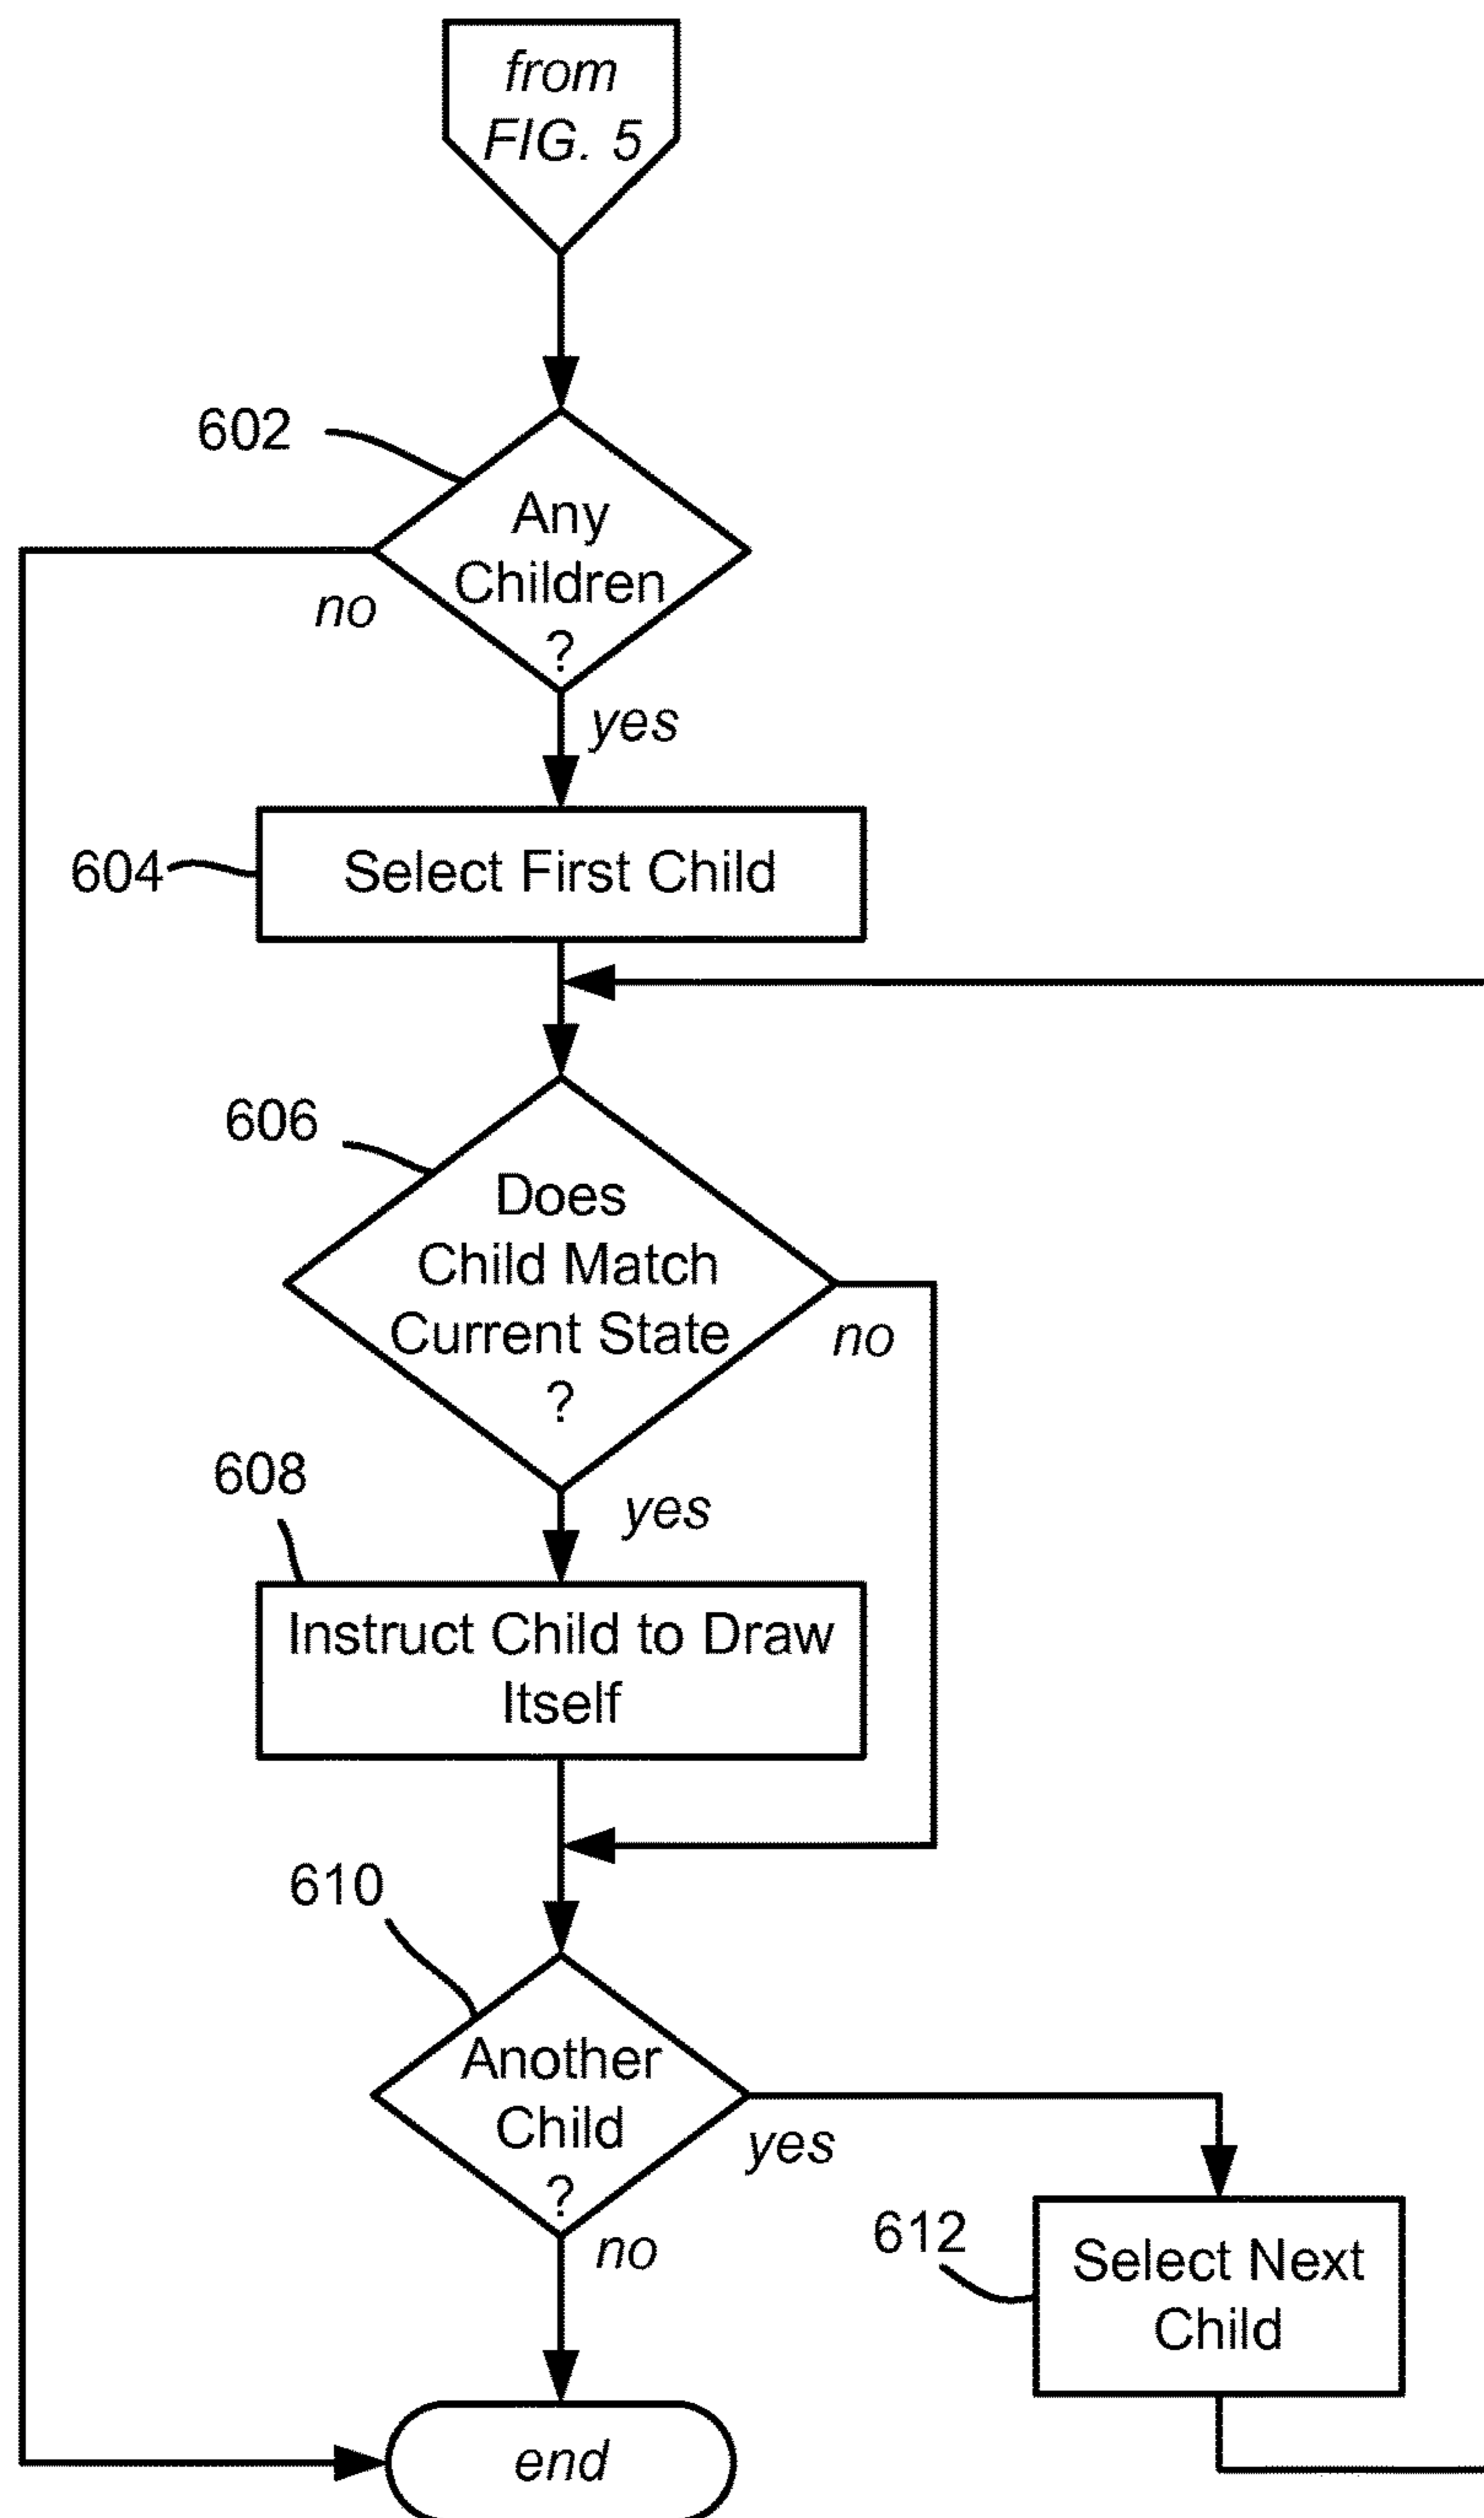 from
FIG. 5
602
Any
Children
?
no
yes
604
Select First Child
606
Does
Child Match
Current State
?
no
608
yes
Instruct Child to Draw
Itself
610
Another
Child
?
yes
no
612
Select Next
Child
end